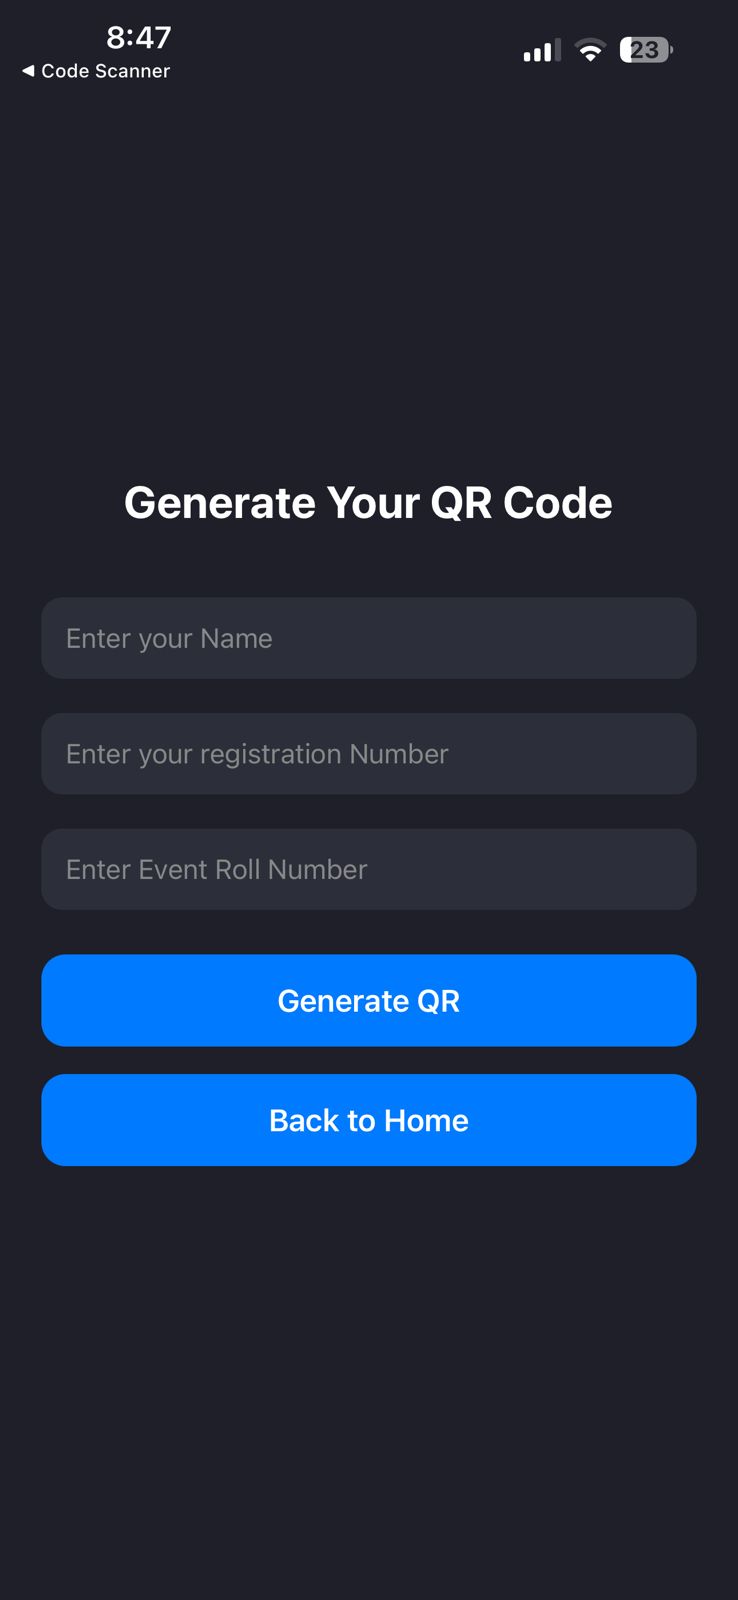 8:47
◀ Code Scanner
23
Generate Your QR Code
Enter your Name
Enter your registration Number
Enter Event Roll Number
Generate QR
Back to Home